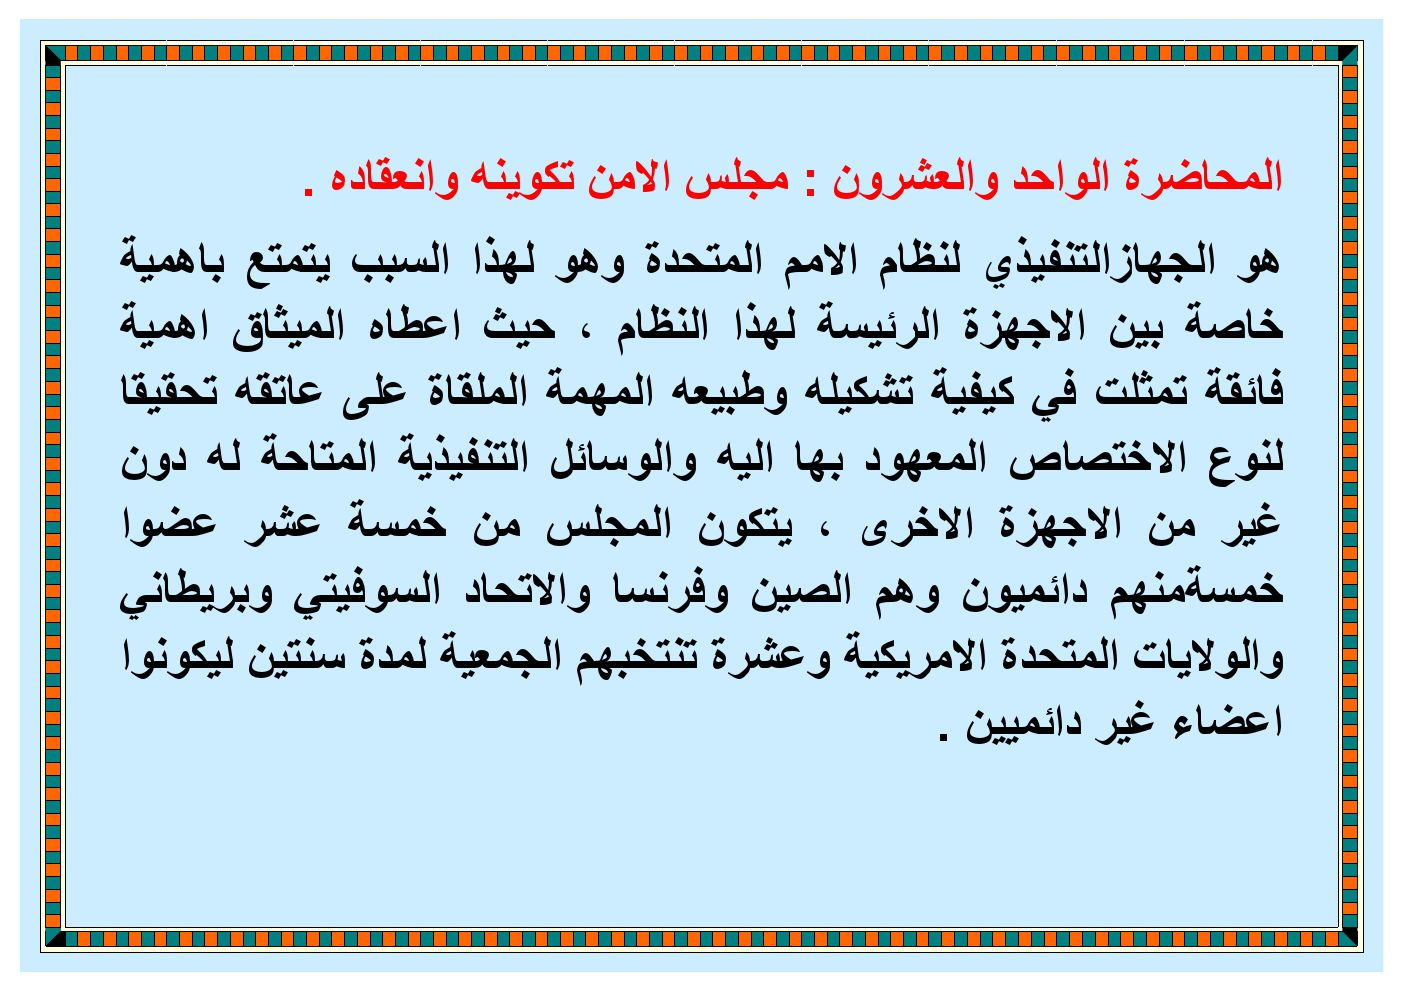 المحاضرة الواحد والعشرون : مجلس الامن تكوينه وانعقاده .
هو الجهازالتنفيذي لنظام الامم المتحدة وهو لهذا السبب يتمتع باهمية
خاصة بين الاجهزة الرئيسة لهذا النظام ، حيث اعطاه الميثاق اهمية
فائقة تمثلت في كيفية تشكيله وطبيعه المهمة الملقاة على عاتقه تحقيقا
لنوع الاختصاص المعهود بها اليه والوسائل التنفيذية المتاحة له دون
غير من الاجهزة الاخرى ، يتكون المجلس من خمسة عشر عضوا
خمسةمنهم دائميون وهم الصين وفرنسا والاتحاد السوفيتي وبريطاني
والولايات المتحدة الامريكية وعشرة تنتخبهم الجمعية لمدة سنتين ليكونوا
اعضاء غير دائميين .